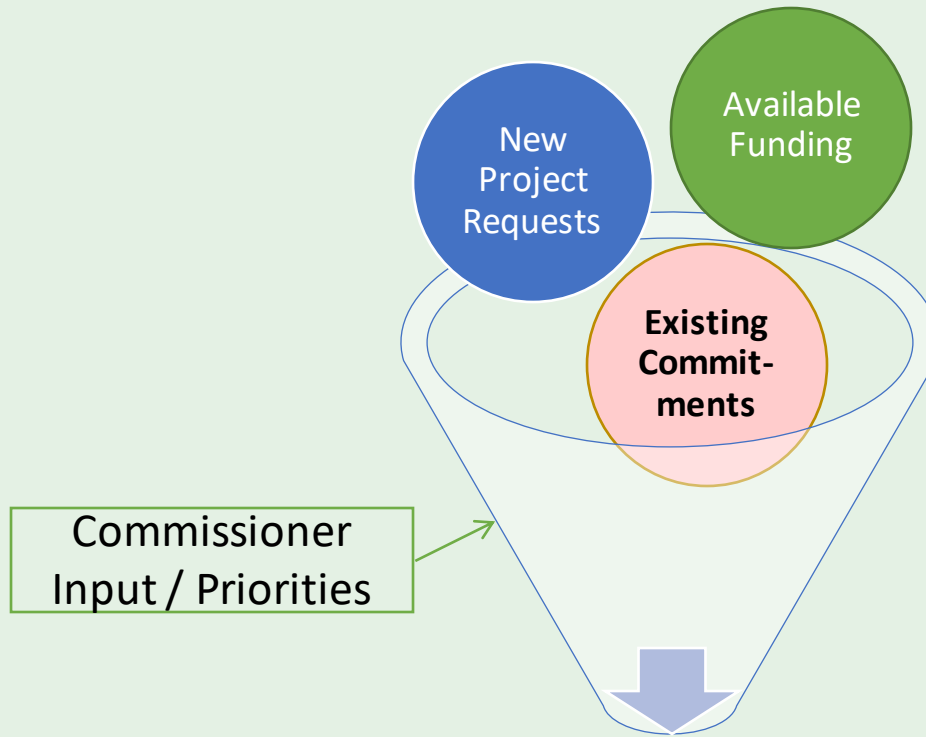 Available
Funding
New
Project
Requests
Existing
Commit-
ments
Commissioner
Input / Priorities